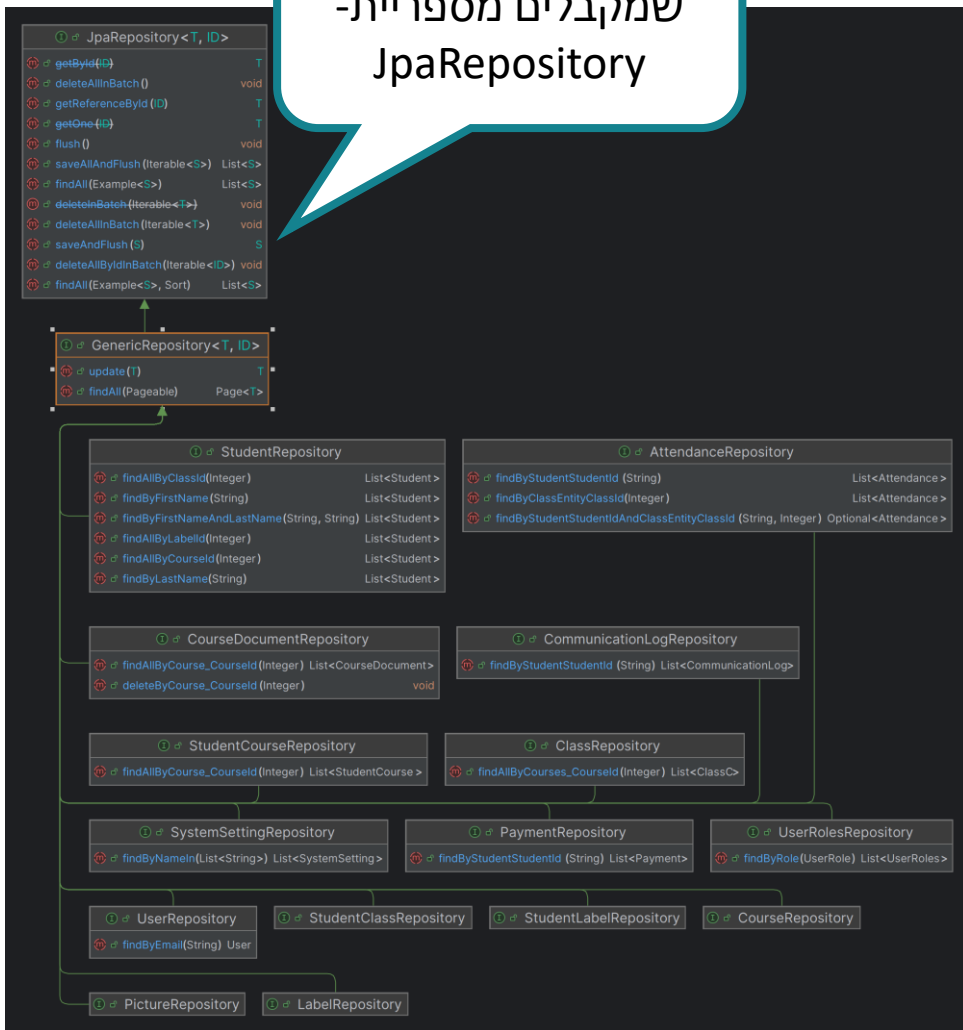 שמקבלים מספריית-
JpaRepository
JpaRepository<T, ID>
getById(ID) T
deleteAllInBatch() void
getReferenceById(ID) T
getOne(ID) T
flush() void
saveAllAndFlush(Iterable<S>) List<S>
findAll(Example<S>) List<S>
deleteInBatch(Iterable<T>) void
deleteAllInBatch(Iterable<T>) void
saveAndFlush(S) S
deleteAllByIdInBatch(Iterable<ID>) void
findAll(Example<S>, Sort) List<S>
GenericRepository<T, ID>
update(T) T
findAll(Pageable) Page<T>
StudentRepository
findAllByClassId(Integer) List<Student>
findByFirstName(String) List<Student>
findByFirstNameAndLastName(String, String) List<Student>
findAllByLabelId(Integer) List<Student>
findAllByCourseId(Integer) List<Student>
findByLastName(String) List<Student>
AttendanceRepository
findByStudentStudentId (String) List<Attendance>
findByClassEntityClassId(Integer) List<Attendance>
findByStudentStudentIdAndClassEntityClassId (String, Integer) Optional<Attendance>
CourseDocumentRepository
findAllByCourse_CourseId(Integer) List<CourseDocument>
deleteByCourse_CourseId (Integer) void
CommunicationLogRepository
findByStudentStudentId (String) List<CommunicationLog>
StudentCourseRepository
findAllByCourse_CourseId(Integer) List<StudentCourse>
ClassRepository
findAllByCourses_CourseId(Integer) List<ClassC>
SystemSettingRepository
findByNameIn(List<String>) List<SystemSetting>
PaymentRepository
findByStudentStudentId (String) List<Payment>
UserRolesRepository
findByRole(UserRole) List<UserRoles>
UserRepository
findByEmail(String) User
StudentClassRepository
StudentLabelRepository
CourseRepository
PictureRepository
LabelRepository